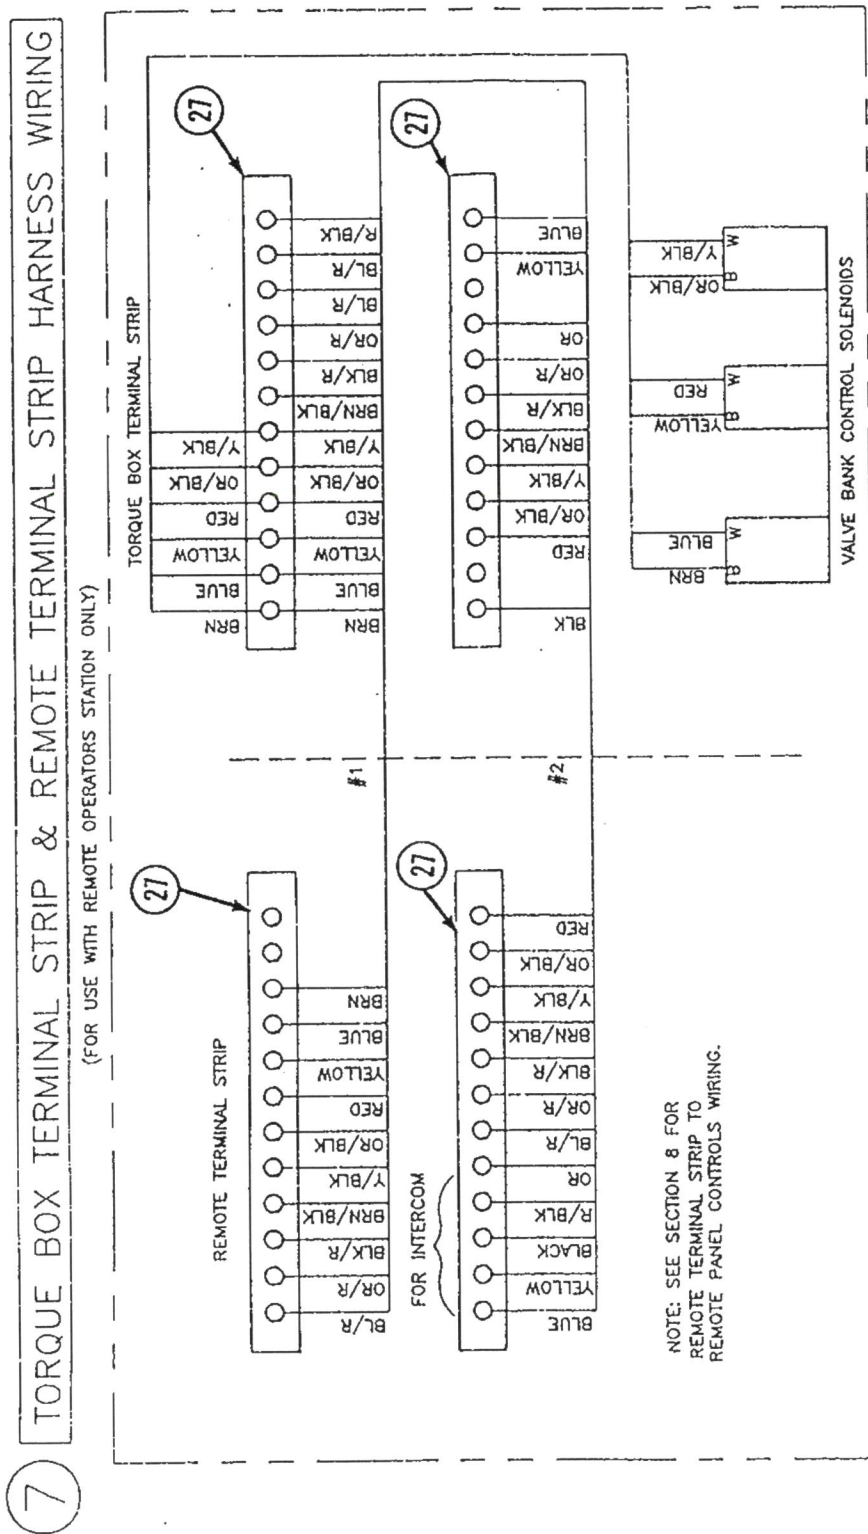 7
TORQUE BOX TERMINAL STRIP & REMOTE TERMINAL STRIP HARNESS WIRING
(FOR USE WITH REMOTE OPERATORS STATION ONLY)
REMOTE TERMINAL STRIP
27
BL/R
OR/R
BLK/R
BRN/BLK
Y/BLK
OR/BLK
RED
YELLOW
BLUE
BRN
#1
TORQUE BOX TERMINAL STRIP
27
BRN
BLUE
YELLOW
RED
OR/BLK
Y/BLK
BRN
BLUE
YELLOW
RED
OR/BLK
Y/BLK
BRN/BLK
BLK/R
OR/R
BL/R
BL/R
R/BLK
FOR INTERCOM
27
BLUE
YELLOW
BLACK
R/BLK
OR
BL/R
OR/R
BLK/R
BRN/BLK
Y/BLK
OR/BLK
RED
#2
27
BLK
RED
OR/BLK
Y/BLK
BRN/BLK
BLK/R
OR/R
OR
YELLOW
BLUE
BRN
BLUE
B
W
YELLOW
RED
B
W
OR/BLK
Y/BLK
B
W
VALVE BANK CONTROL SOLENOIDS
NOTE: SEE SECTION 8 FOR
REMOTE TERMINAL STRIP TO
REMOTE PANEL CONTROLS WIRING.